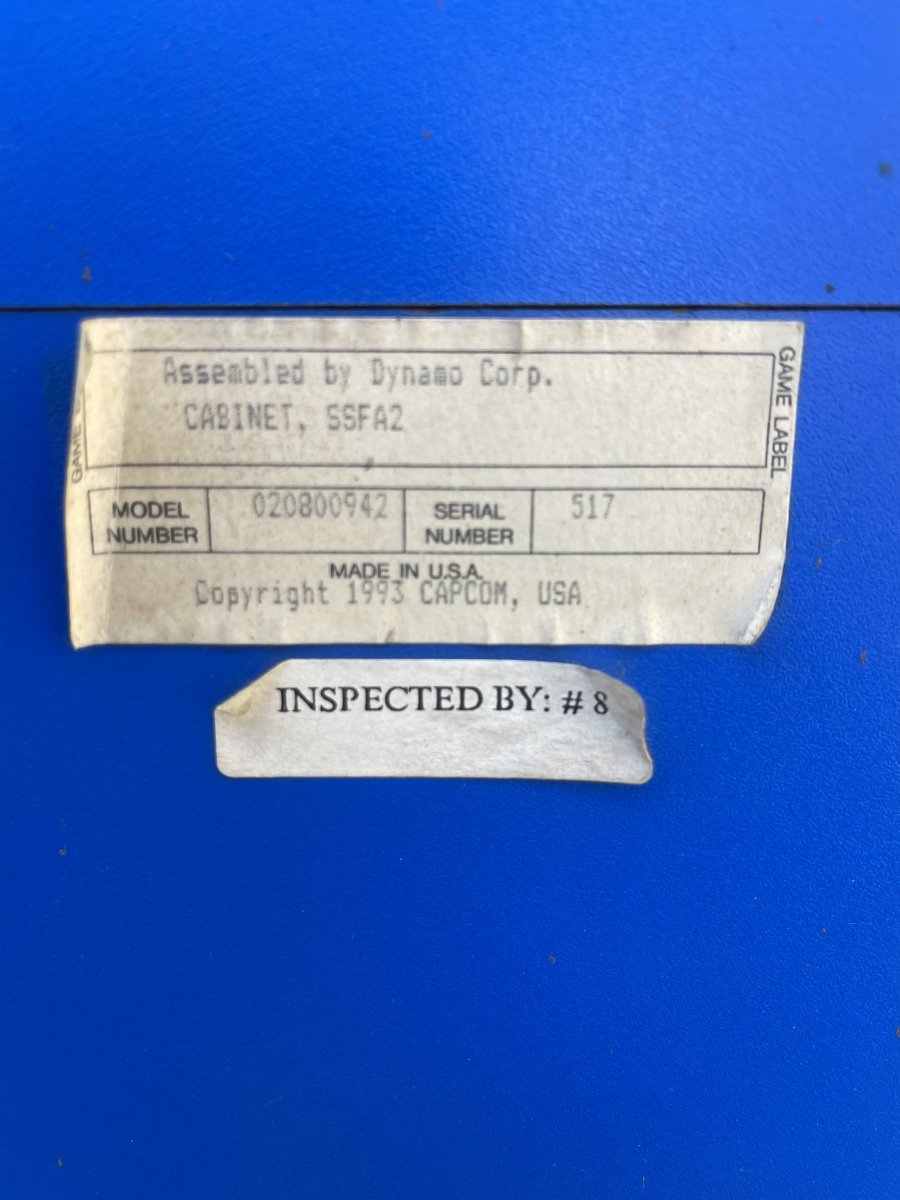 Assembled by Dynamo Corp.
CABINET, SSFA2
GAME LABEL
GAME
MODEL NUMBER
020800942
SERIAL NUMBER
517
MADE IN U.S.A.
Copyright 1993 CAPCOM, USA
INSPECTED BY: # 8